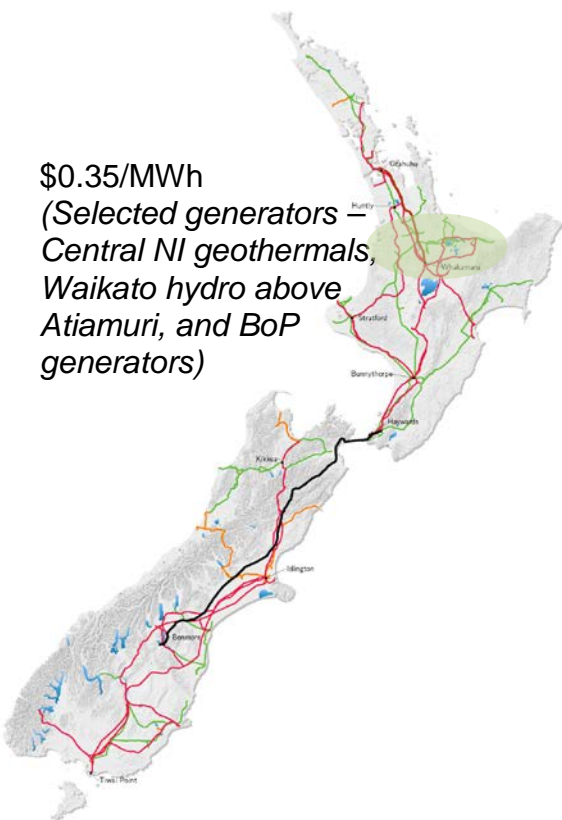 Otahuhu
Huntly
$0.35/MWh
(Selected generators –
Central NI geothermals,
Waikato hydro above
Atiamuri, and BoP
generators)
Whakamaru
Stratford
Bunnythorpe
Haywards
Kikiwa
Islington
Benmore
Tiwai Point